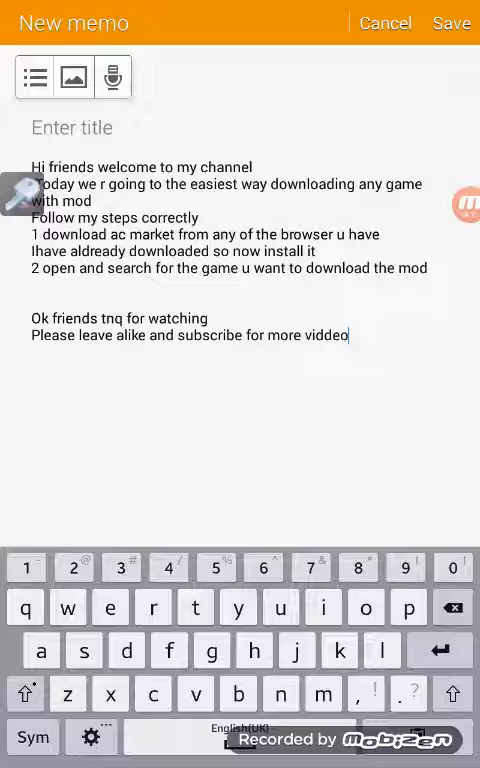 New memo
Cancel
Save
Enter title
Hi friends welcome to my channel
Today we r going to the easiest way downloading any game
with mod
Follow my steps correctly
1 download ac market from any of the browser u have
Ihave aldready downloaded so now install it
2 open and search for the game u want to download the mod
Ok friends tnq for watching
Please leave alike and subscribe for more viddeo
1 2 @ 3 # 4 / 5 % 6 ^ 7 & 8 * 9 ( 0 )
q w e r t y u i o p
a s d f g h j k l
z x c v b n m , ! . ?
Sym
English(UK)
Recorded by mobizen